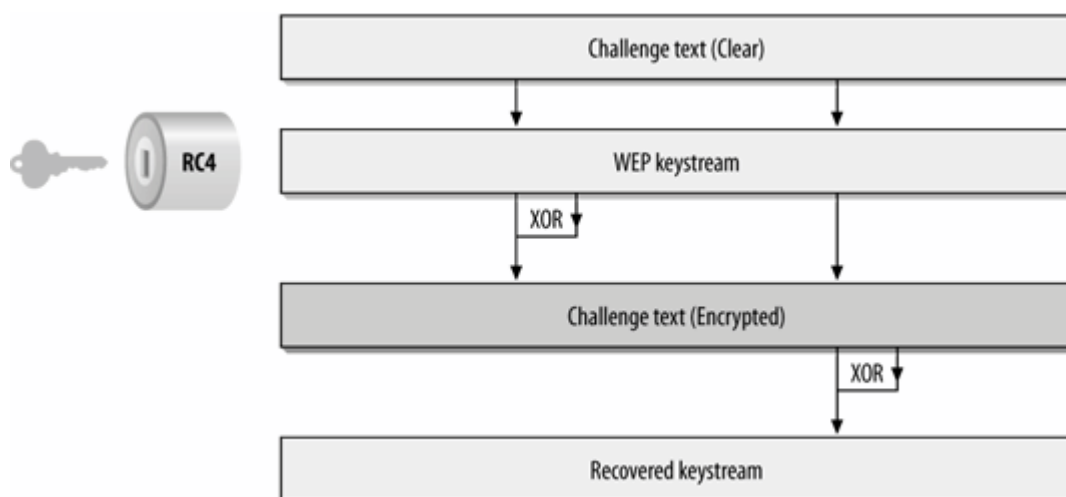 Challenge text (Clear)
RC4
WEP keystream
XOR
Challenge text (Encrypted)
XOR
Recovered keystream